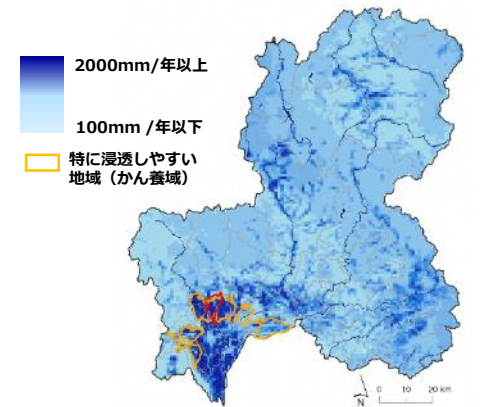 2000mm/年以上
100mm /年以下
特に浸透しやすい
地域（かん養域）
N
0 10 20 km